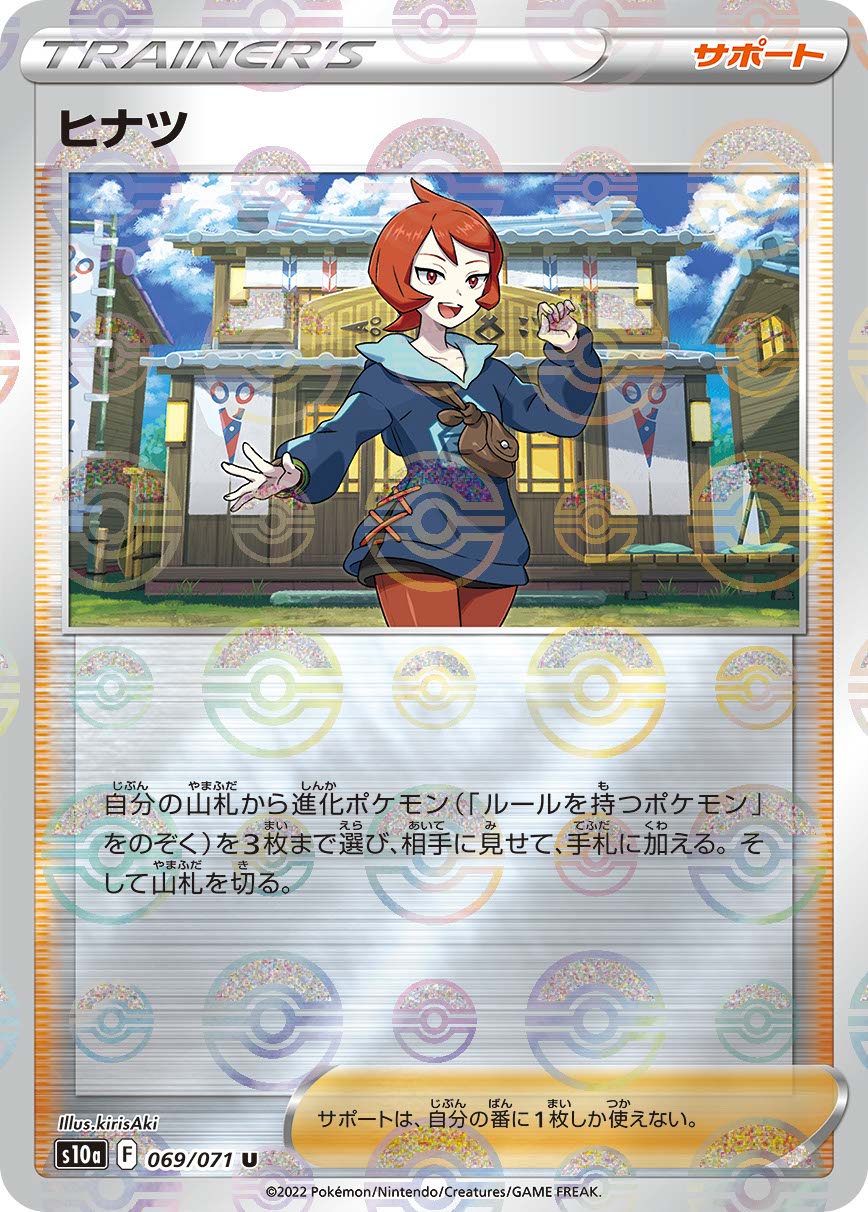 TRAINER'S
サポート
ヒナツ
自分の山札から進化ポケモン(「ルールを持つポケモン」
をのぞく)を3枚まで選び、相手に見せて、手札に加える。そ
して山札を切る。
サポートは、自分の番に1枚しか使えない。
Illus.kirisAki
s10a F 069/071 U
©2022 Pokémon/Nintendo/Creatures/GAME FREAK.